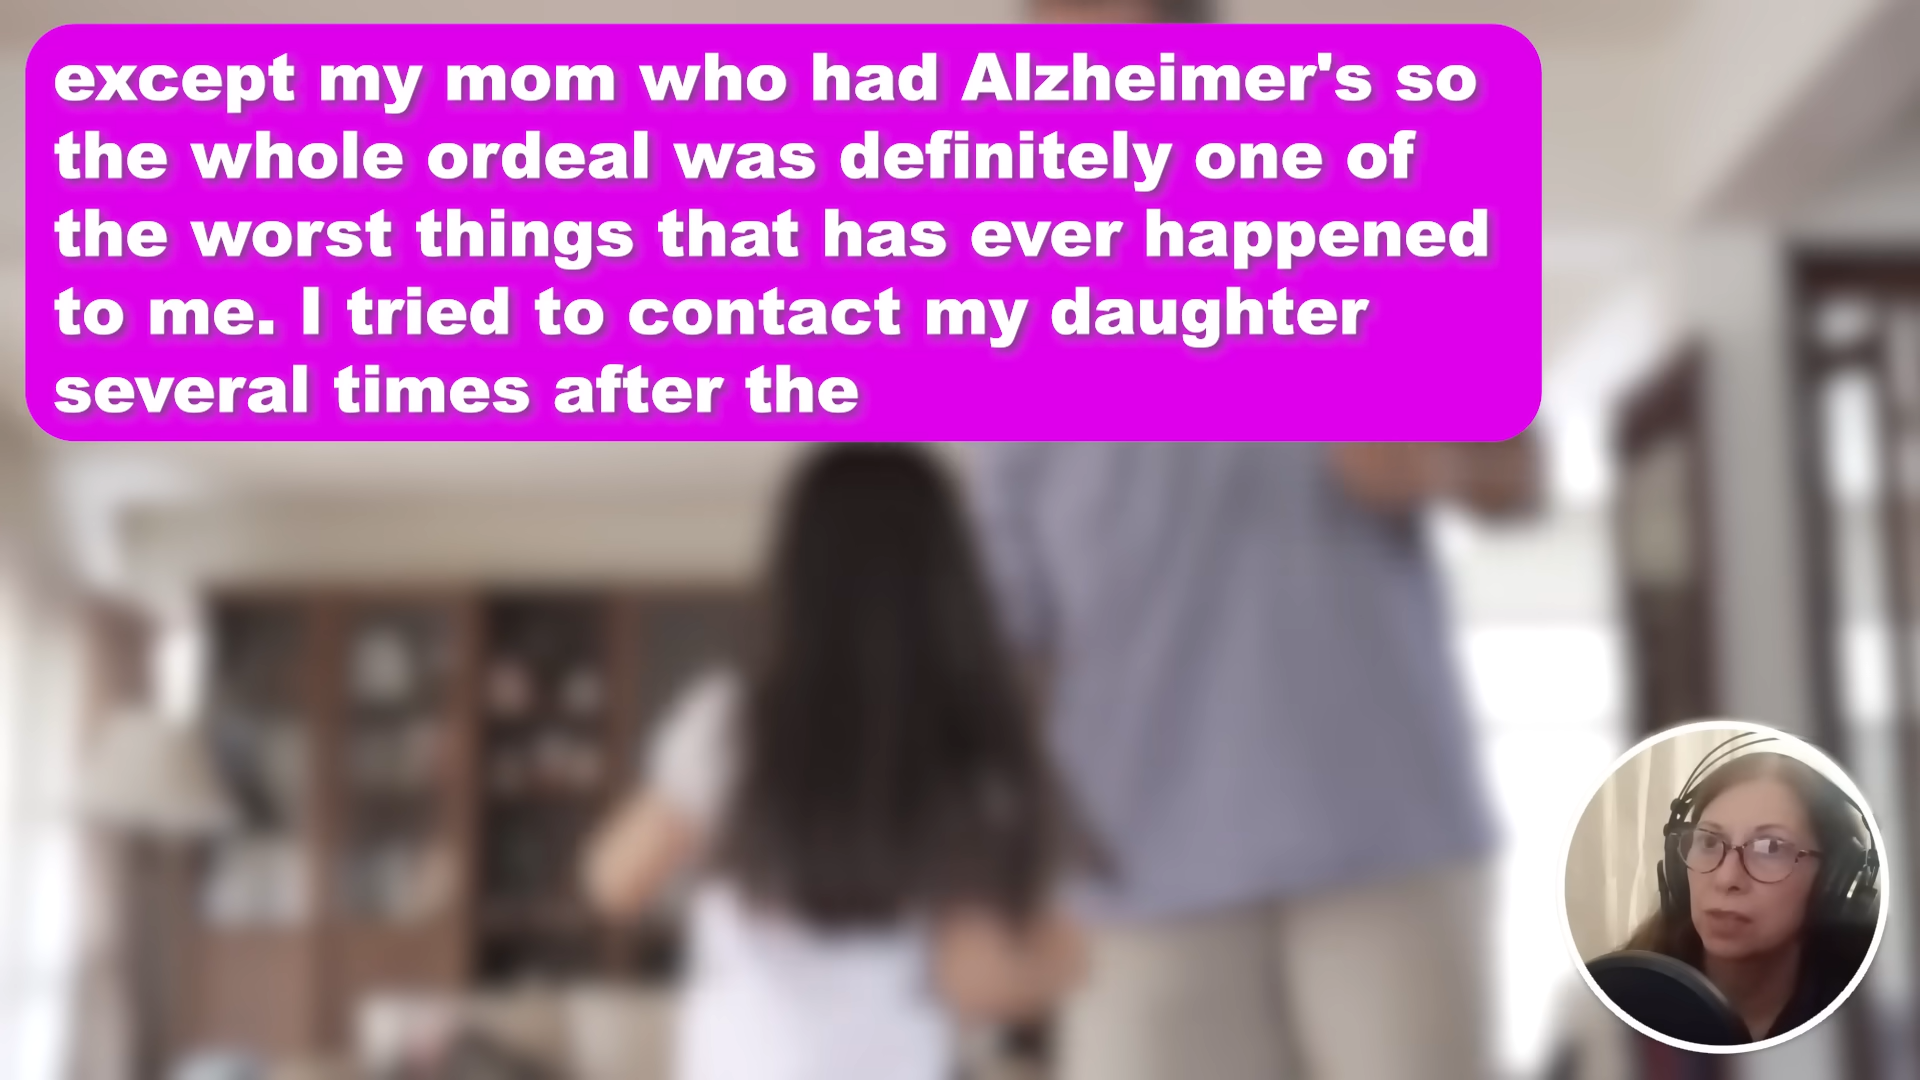 except my mom who had Alzheimer's so
the whole ordeal was definitely one of
the worst things that has ever happened
to me. I tried to contact my daughter
several times after the